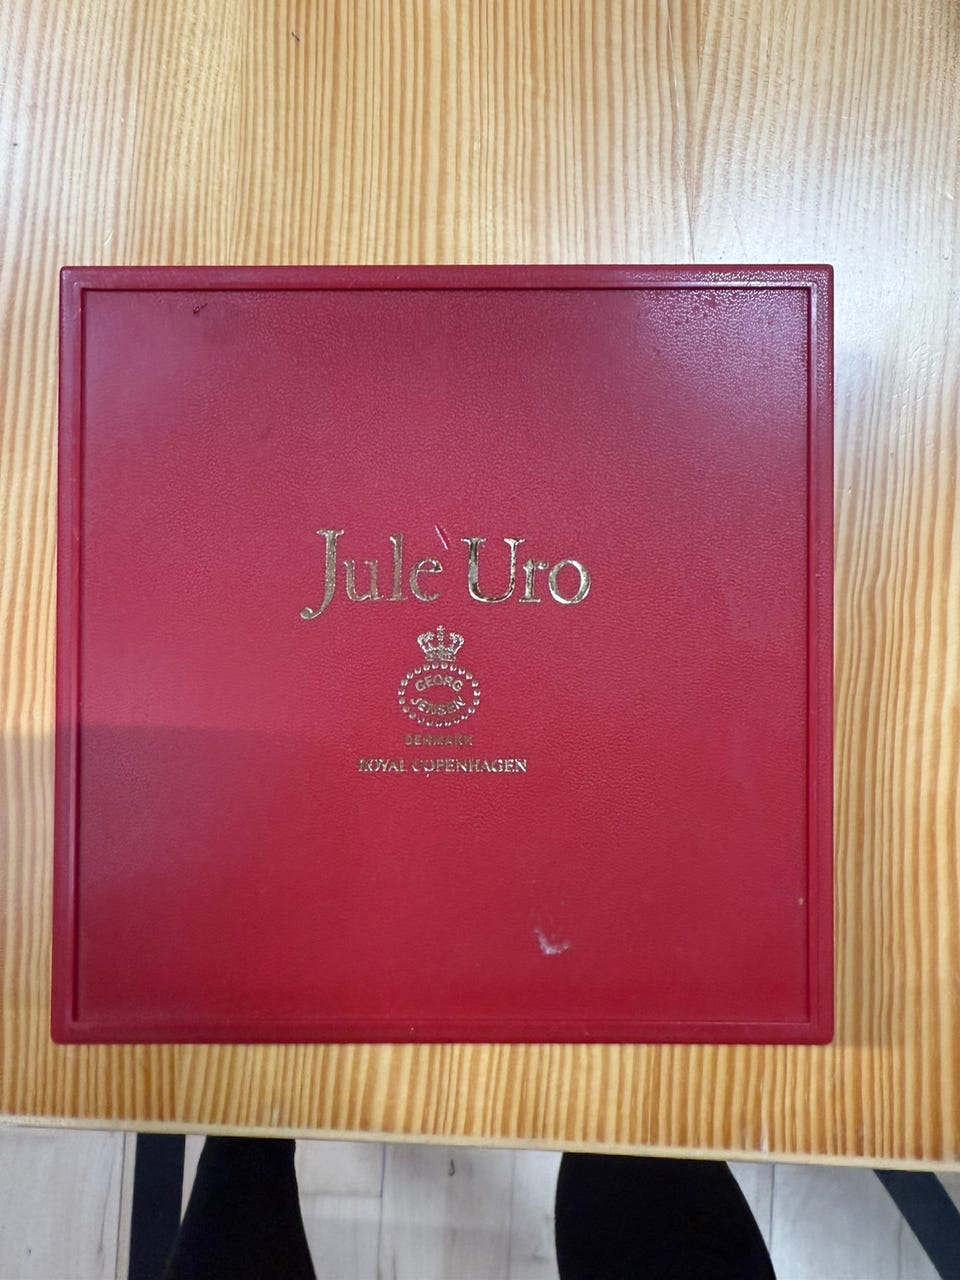 Jule Uro
GEORG
JENSEN
DENMARK
ROYAL COPENHAGEN